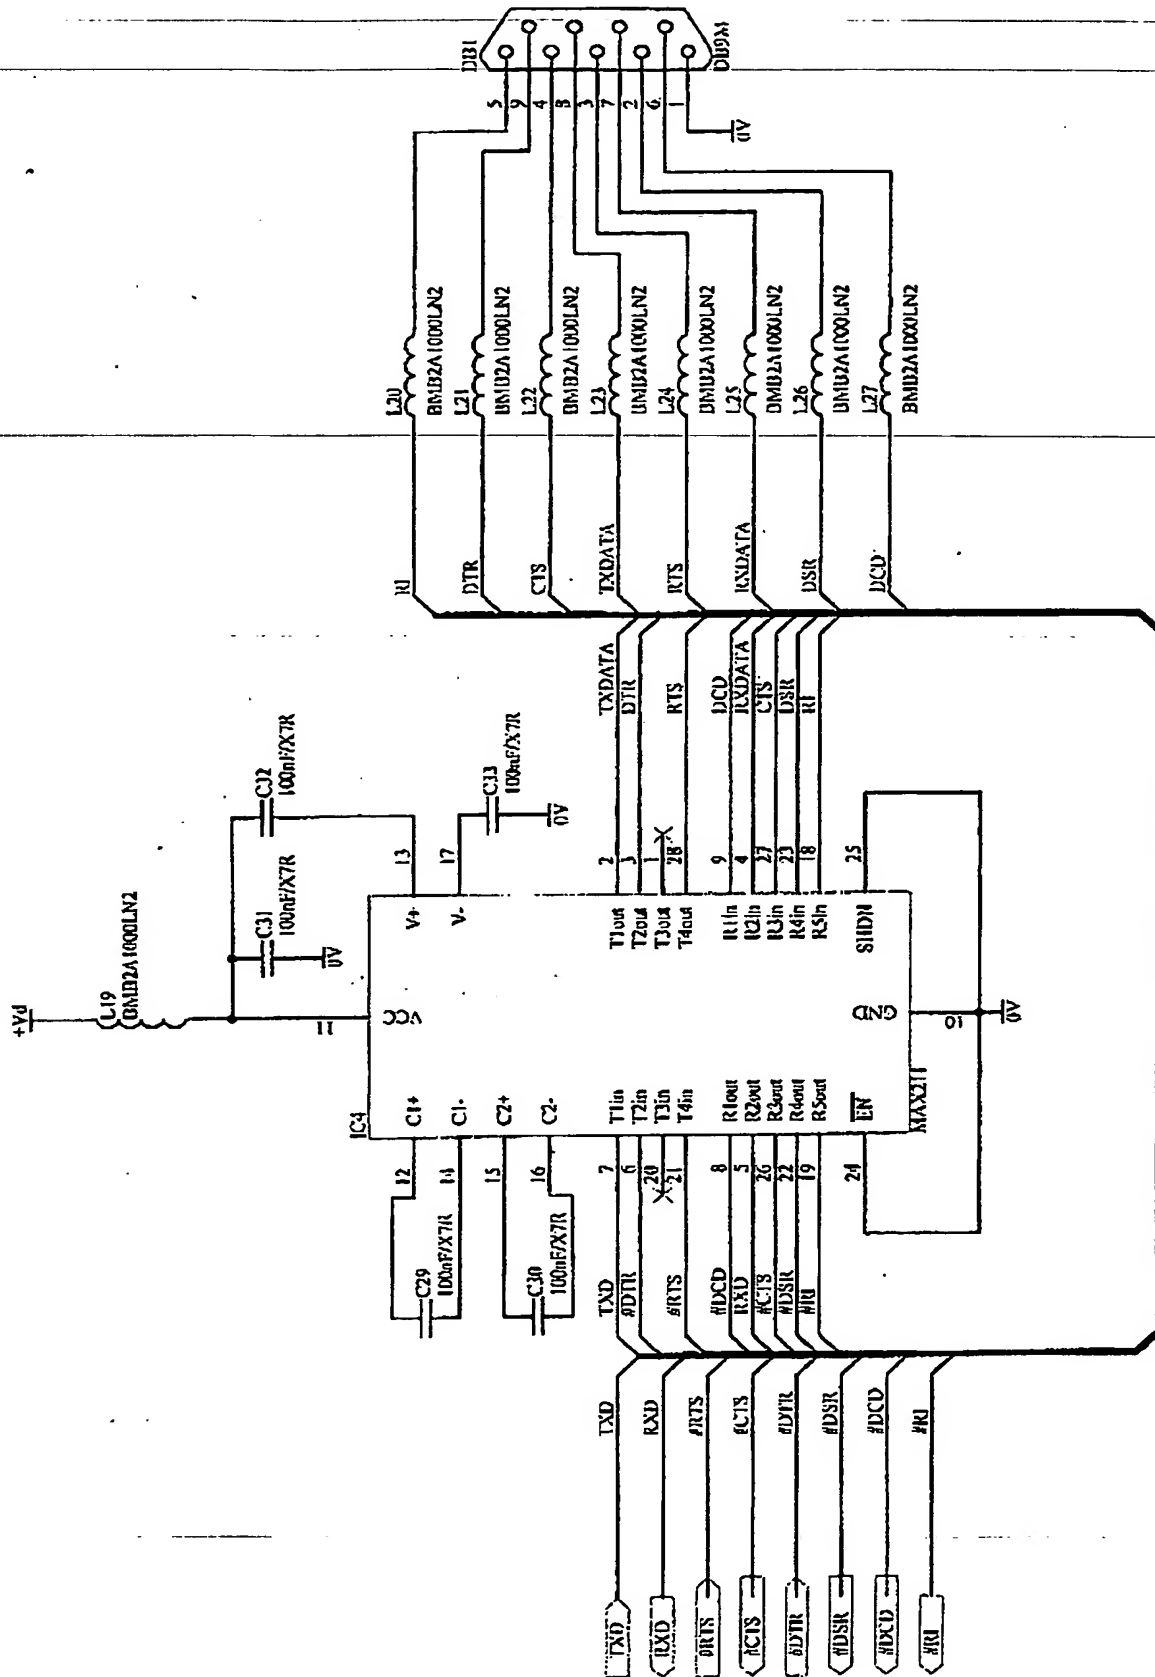 +Vd
L19
BMB2A1000LN2
C31
100nF/X7R
0V
C32
100nF/X7R
11
13
17
C33
100nF/X7R
0V
IC4
VCC
V+
V-
C1+
C1-
C2+
C2-
12
14
15
16
C29
100nF/X7R
C30
100nF/X7R
TXD
TXD
7
T1in
T1out
2
TXDATA
#DTR
6
T2in
T2out
3
DTR
20
T3in
T3out
1
#RTS
21
T4in
T4out
28
RTS
#DCD
8
R1out
R1in
9
DCD
RXD
5
R2out
R2in
4
RXDATA
#CTS
26
R3out
R3in
27
CTS
#DSR
22
R4out
R4in
23
DSR
#RI
19
R5out
R5in
18
RI
24
EN
GND
SHDN
25
10
0V
MAX211
TXD
RXD
RXD
#RTS
#RTS
#CTS
#CTS
#DTR
#DTR
#DSR
#DSR
#DCD
#DCD
#RI
#RI
RI
L20
BMB2A1000LN2
DTR
L21
BMB2A1000LN2
CTS
L22
BMB2A1000LN2
TXDATA
L23
BMB2A1000LN2
RTS
L24
BMB2A1000LN2
RXDATA
L25
BMB2A1000LN2
DSR
L26
BMB2A1000LN2
DCD
L27
BMB2A1000LN2
DB1
5
9
4
8
3
7
2
6
1
0V
DB9M